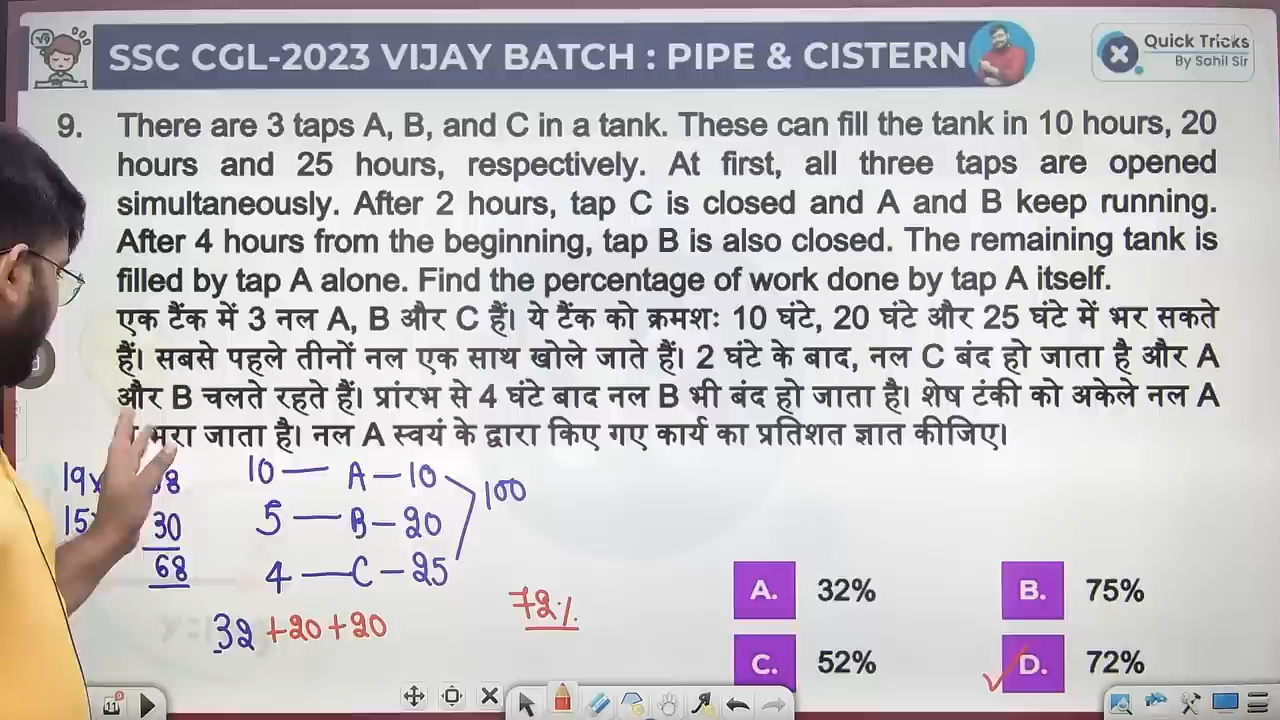 SSC CGL-2023 VIJAY BATCH : PIPE & CISTERN
Quick Tricks
By Sahil Sir
9. There are 3 taps A, B, and C in a tank. These can fill the tank in 10 hours, 20
hours and 25 hours, respectively. At first, all three taps are opened
simultaneously. After 2 hours, tap C is closed and A and B keep running.
After 4 hours from the beginning, tap B is also closed. The remaining tank is
filled by tap A alone. Find the percentage of work done by tap A itself.
एक टैंक में 3 नल A, B और C हैं। ये टैंक को क्रमशः 10 घंटे, 20 घंटे और 25 घंटे में भर सकते
हैं। सबसे पहले तीनों नल एक साथ खोले जाते हैं। 2 घंटे के बाद, नल C बंद हो जाता है और A
और B चलते रहते हैं। प्रांरभ से 4 घंटे बाद नल B भी बंद हो जाता है। शेष टंकी को अकेले नल A
भरा जाता है। नल A स्वयं के द्वारा किए गए कार्य का प्रतिशत ज्ञात कीजिए।
19x 8 10 — A — 10
15 30 5 — B — 20 100
68 4 — C — 25
32 + 20 + 20
72%
A. 32%
B. 75%
C. 52%
D. 72%
11